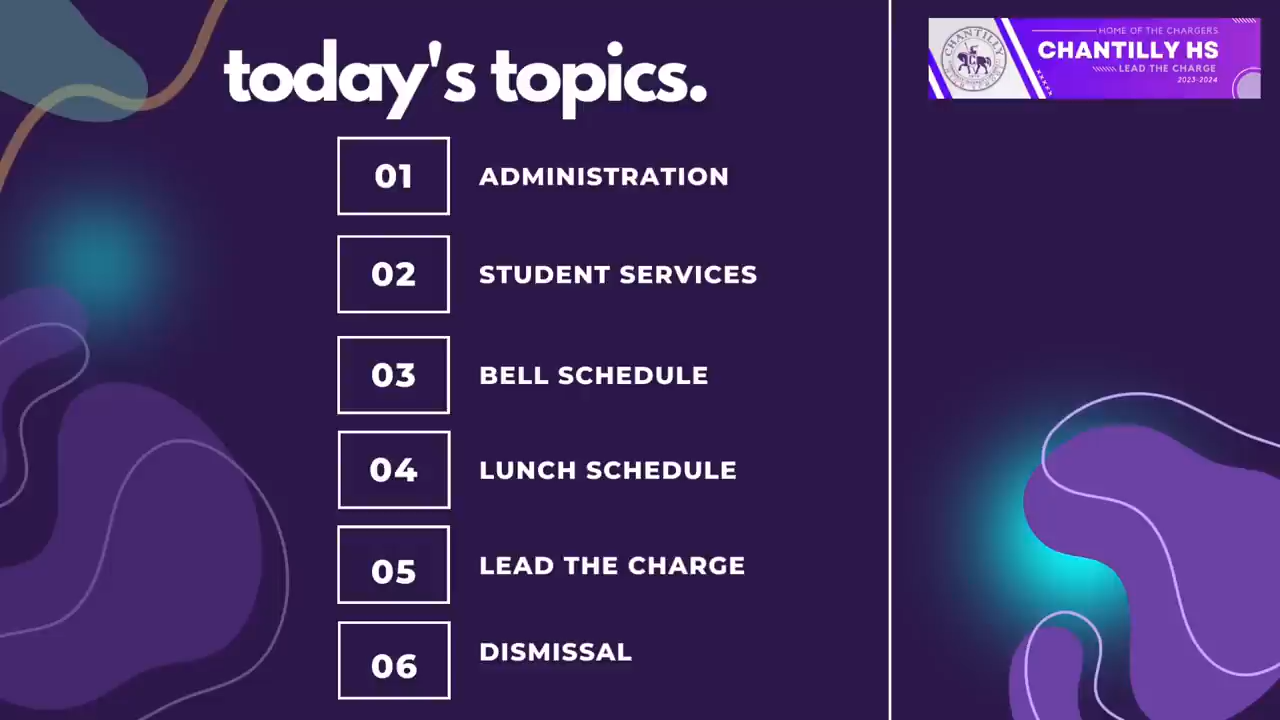 today's topics.
01 ADMINISTRATION
02 STUDENT SERVICES
03 BELL SCHEDULE
04 LUNCH SCHEDULE
05 LEAD THE CHARGE
06 DISMISSAL
HOME OF THE CHARGERS
CHANTILLY HS
LEAD THE CHARGE
2023-2024
CHANTILLY